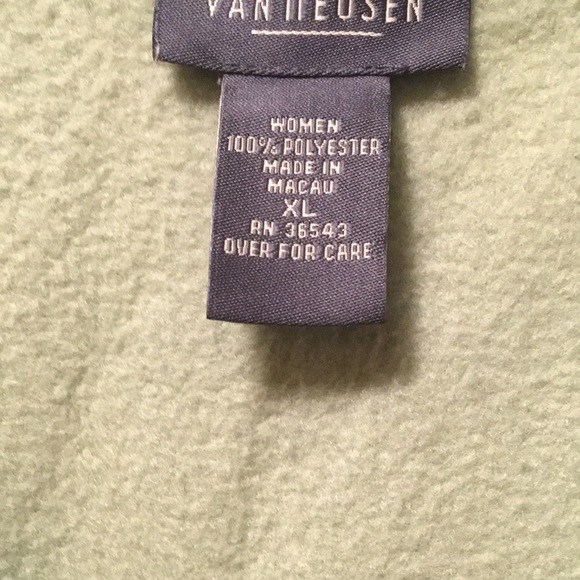 VAN HEUSEN
WOMEN
100% POLYESTER
MADE IN
MACAU
XL
RN 36543
OVER FOR CARE